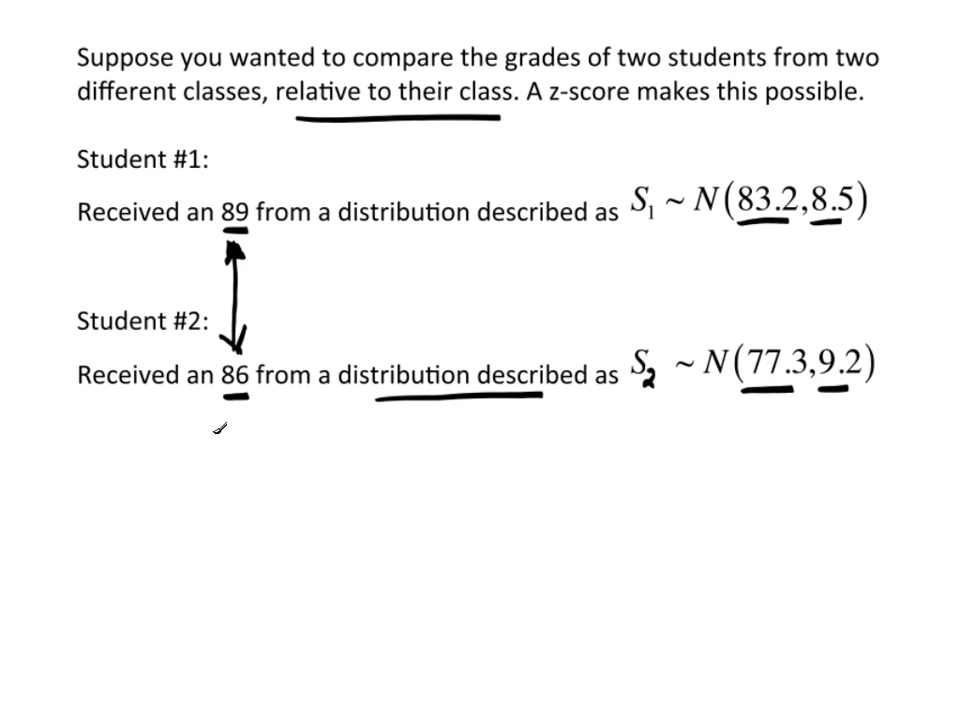 Suppose you wanted to compare the grades of two students from two
different classes, relative to their class. A z-score makes this possible.
Student #1:
Received an 89 from a distribution described as S₁ ~ N(83.2,8.5)
Student #2:
Received an 86 from a distribution described as S₂ ~ N(77.3,9.2)